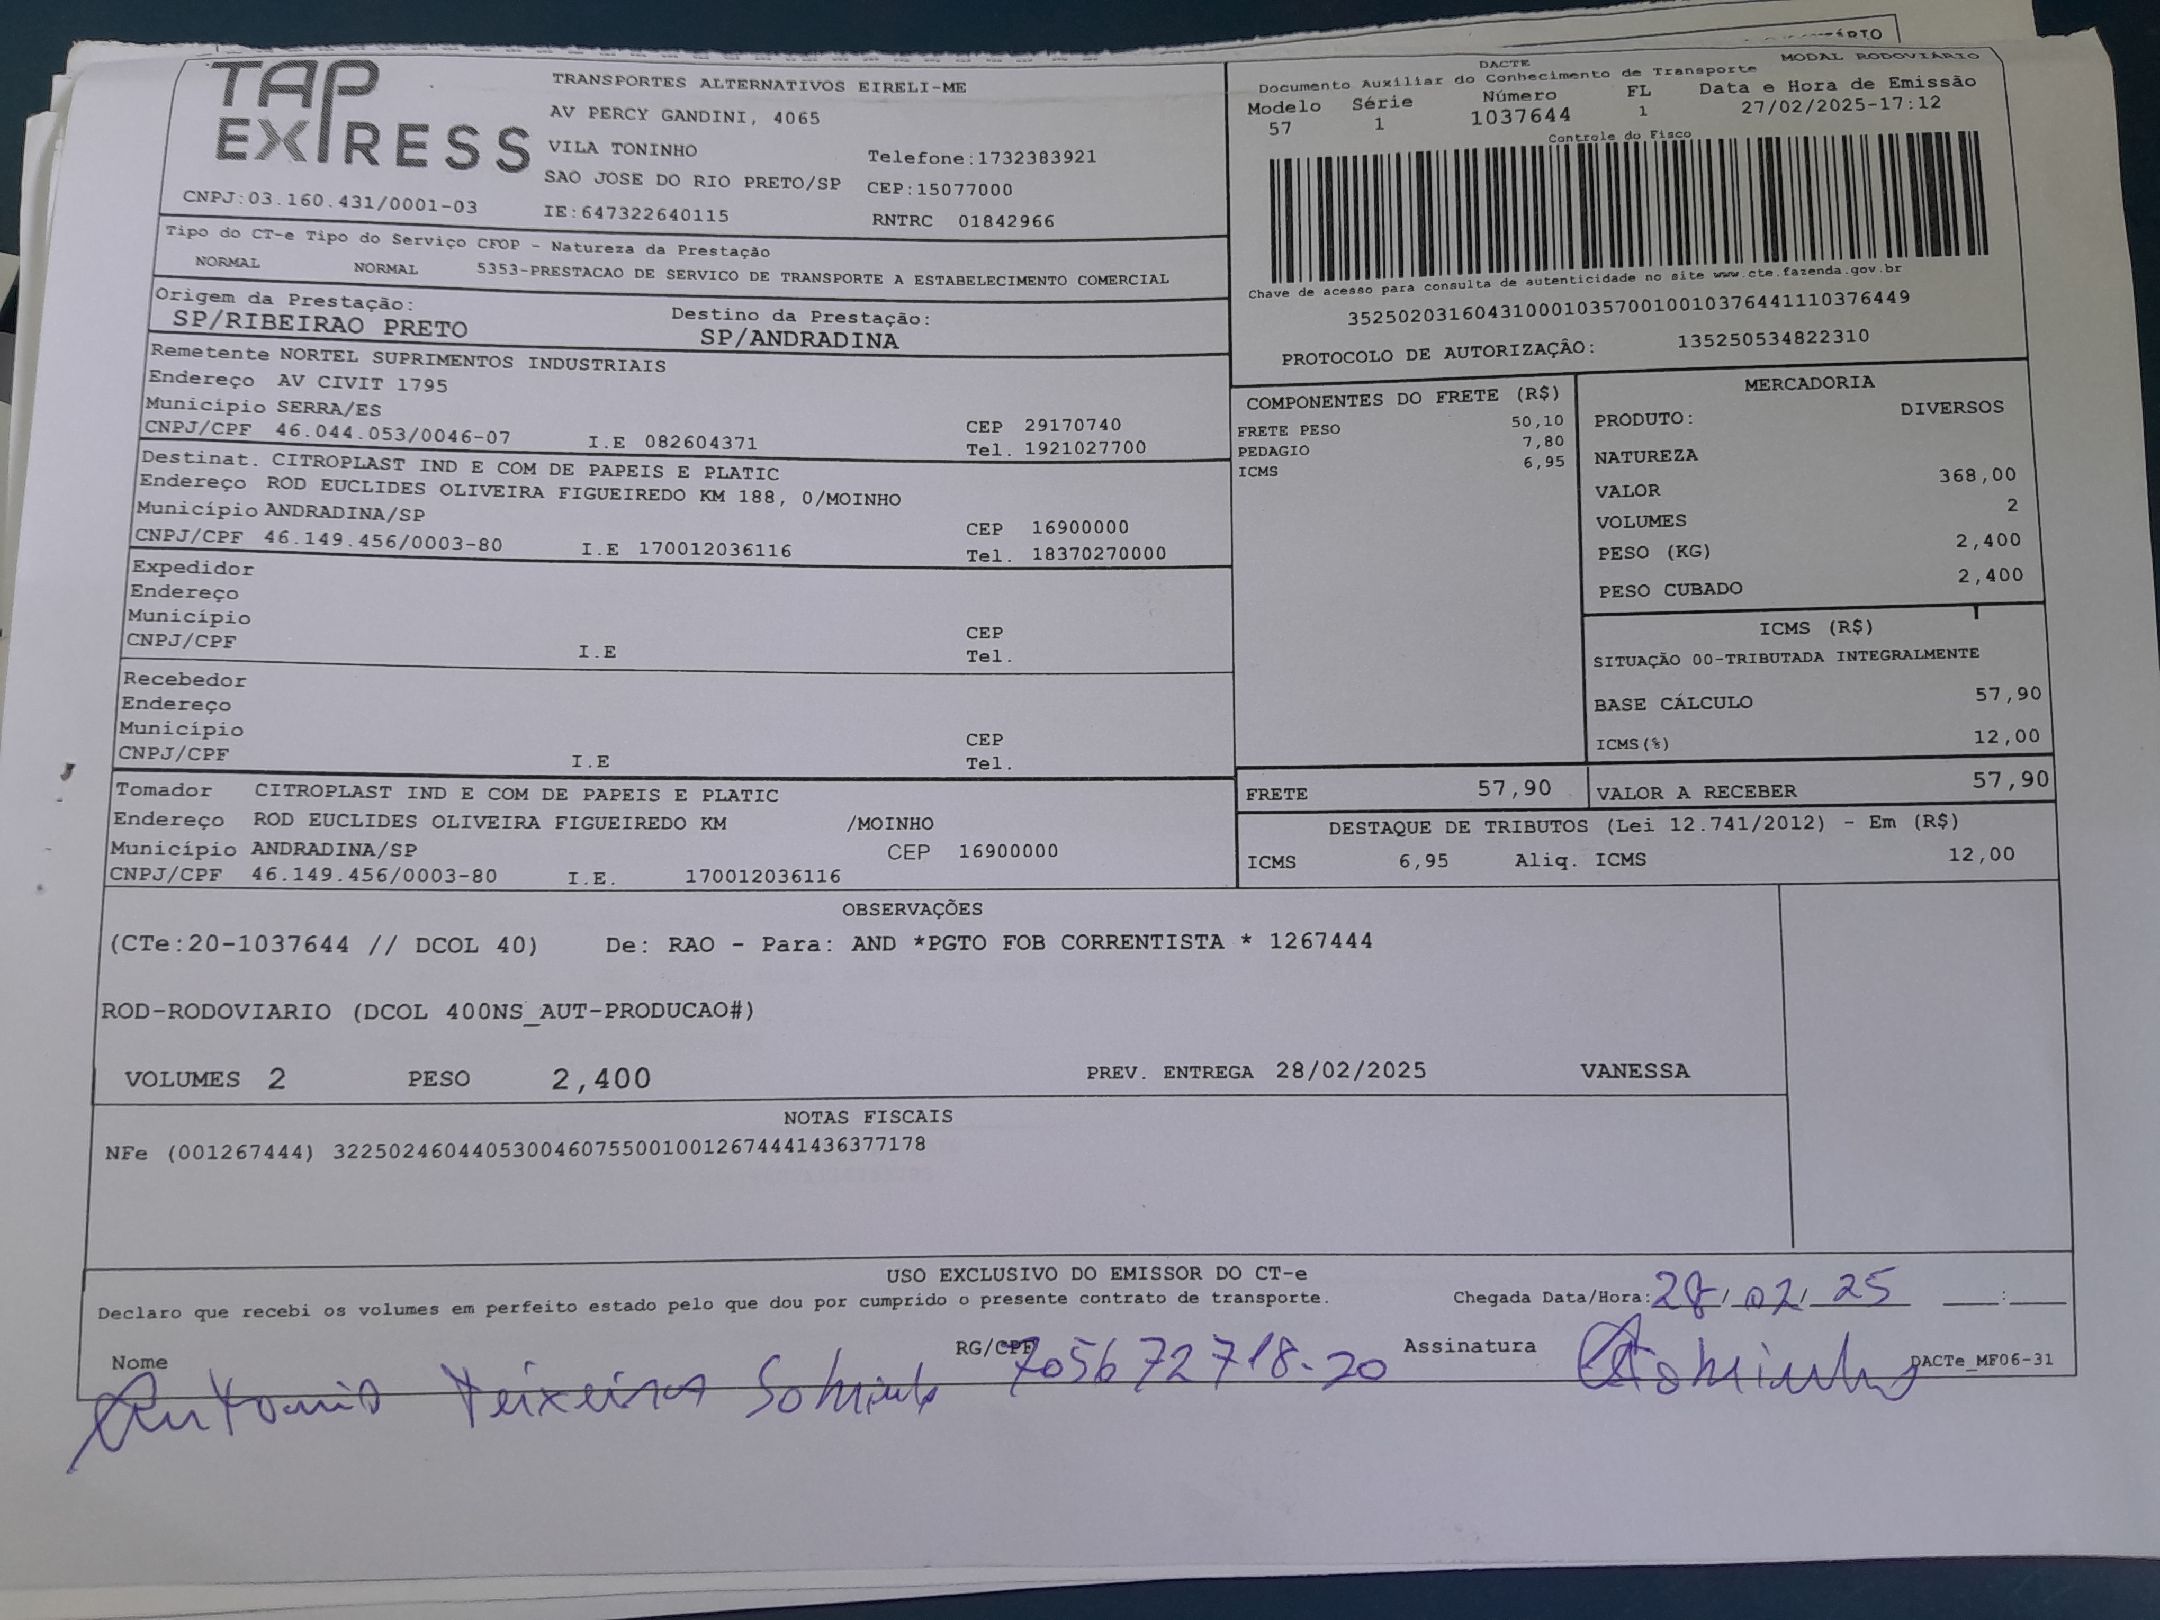 ÁRIO
TAP EXPRESS
TRANSPORTES ALTERNATIVOS EIRELI-ME
AV PERCY GANDINI, 4065
VILA TONINHO Telefone:1732383921
SAO JOSE DO RIO PRETO/SP CEP:15077000
CNPJ:03.160.431/0001-03 IE:647322640115 RNTRC 01842966
DACTE MODAL RODOVIÁRIO
Documento Auxiliar do Conhecimento de Transporte
Modelo Série Número FL Data e Hora de Emissão
57 1 1037644 1 27/02/2025-17:12
Controle do Fisco
Chave de acesso para consulta de autenticidade no site www.cte.fazenda.gov.br
35250203160431000103570010010376441110376449
PROTOCOLO DE AUTORIZAÇÃO: 135250534822310
Tipo do CT-e Tipo do Serviço CFOP - Natureza da Prestação
NORMAL NORMAL 5353-PRESTACAO DE SERVICO DE TRANSPORTE A ESTABELECIMENTO COMERCIAL
Origem da Prestação: Destino da Prestação:
SP/RIBEIRAO PRETO SP/ANDRADINA
Remetente NORTEL SUPRIMENTOS INDUSTRIAIS
Endereço AV CIVIT 1795
Município SERRA/ES CEP 29170740
CNPJ/CPF 46.044.053/0046-07 I.E 082604371 Tel. 1921027700
Destinat. CITROPLAST IND E COM DE PAPEIS E PLATIC
Endereço ROD EUCLIDES OLIVEIRA FIGUEIREDO KM 188, 0/MOINHO
Município ANDRADINA/SP CEP 16900000
CNPJ/CPF 46.149.456/0003-80 I.E 170012036116 Tel. 18370270000
Expedidor
Endereço
Município CEP
CNPJ/CPF I.E Tel.
Recebedor
Endereço
Município CEP
CNPJ/CPF I.E Tel.
Tomador CITROPLAST IND E COM DE PAPEIS E PLATIC
Endereço ROD EUCLIDES OLIVEIRA FIGUEIREDO KM /MOINHO
Município ANDRADINA/SP CEP 16900000
CNPJ/CPF 46.149.456/0003-80 I.E. 170012036116
COMPONENTES DO FRETE (R$)
FRETE PESO 50,10
PEDAGIO 7,80
ICMS 6,95
MERCADORIA
PRODUTO: DIVERSOS
NATUREZA
VALOR 368,00
VOLUMES 2
PESO (KG) 2,400
PESO CUBADO 2,400
ICMS (R$)
SITUAÇÃO 00-TRIBUTADA INTEGRALMENTE
BASE CÁLCULO 57,90
ICMS(%) 12,00
FRETE 57,90 VALOR A RECEBER 57,90
DESTAQUE DE TRIBUTOS (Lei 12.741/2012) - Em (R$)
ICMS 6,95 Aliq. ICMS 12,00
OBSERVAÇÕES
(CTe:20-1037644 // DCOL 40) De: RAO - Para: AND *PGTO FOB CORRENTISTA * 1267444
ROD-RODOVIARIO (DCOL 400NS_AUT-PRODUCAO#)
VOLUMES 2 PESO 2,400 PREV. ENTREGA 28/02/2025 VANESSA
NOTAS FISCAIS
NFe (001267444) 32250246044053004607550010012674441436377178
USO EXCLUSIVO DO EMISSOR DO CT-e
Declaro que recebi os volumes em perfeito estado pelo que dou por cumprido o presente contrato de transporte. Chegada Data/Hora: 28/02/25 __:__
Nome Antonio Teixeira Sobrinho RG/CPF 705672718-20 Assinatura Sobrinho DACTe_MF06-31